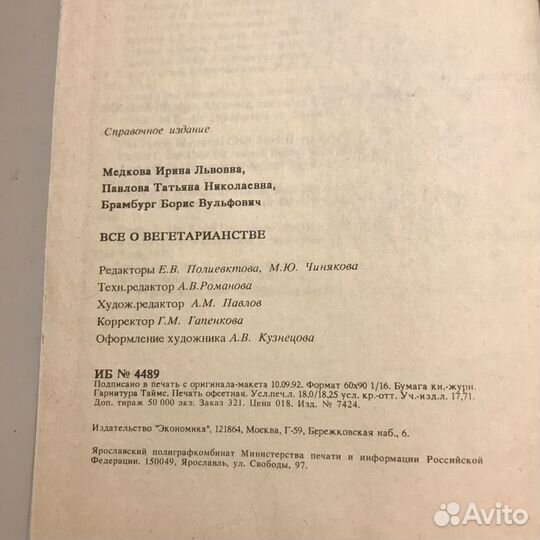 Справочное издание
Медкова Ирина Львовна,
Павлова Татьяна Николаевна,
Брамбург Борис Вульфович
ВСЕ О ВЕГЕТАРИАНСТВЕ
Редакторы Е.В. Полиевктова, М.Ю. Чинякова
Техн.редактор А.В.Романова
Худож.редактор А.М. Павлов
Корректор Г.М. Гапенкова
Оформление художника А.В. Кузнецова
ИБ № 4489
Подписано в печать с оригинала-макета 10.09.92. Формат 60х90 1/16. Бумага кн.-журн.
Гарнитура Таймс. Печать офсетная. Усл.печ.л. 18,0/18,25 усл. кр.-отт. Уч.-изд.л. 17,71.
Доп. тираж 50 000 экз. Заказ 321. Цена 018. Изд. № 7424.
Издательство "Экономика", 121864, Москва, Г-59, Бережковская наб., 6.
Ярославский полиграфкомбинат Министерства печати и информации Российской
Федерации. 150049, Ярославль, ул. Свободы, 97.
Avito